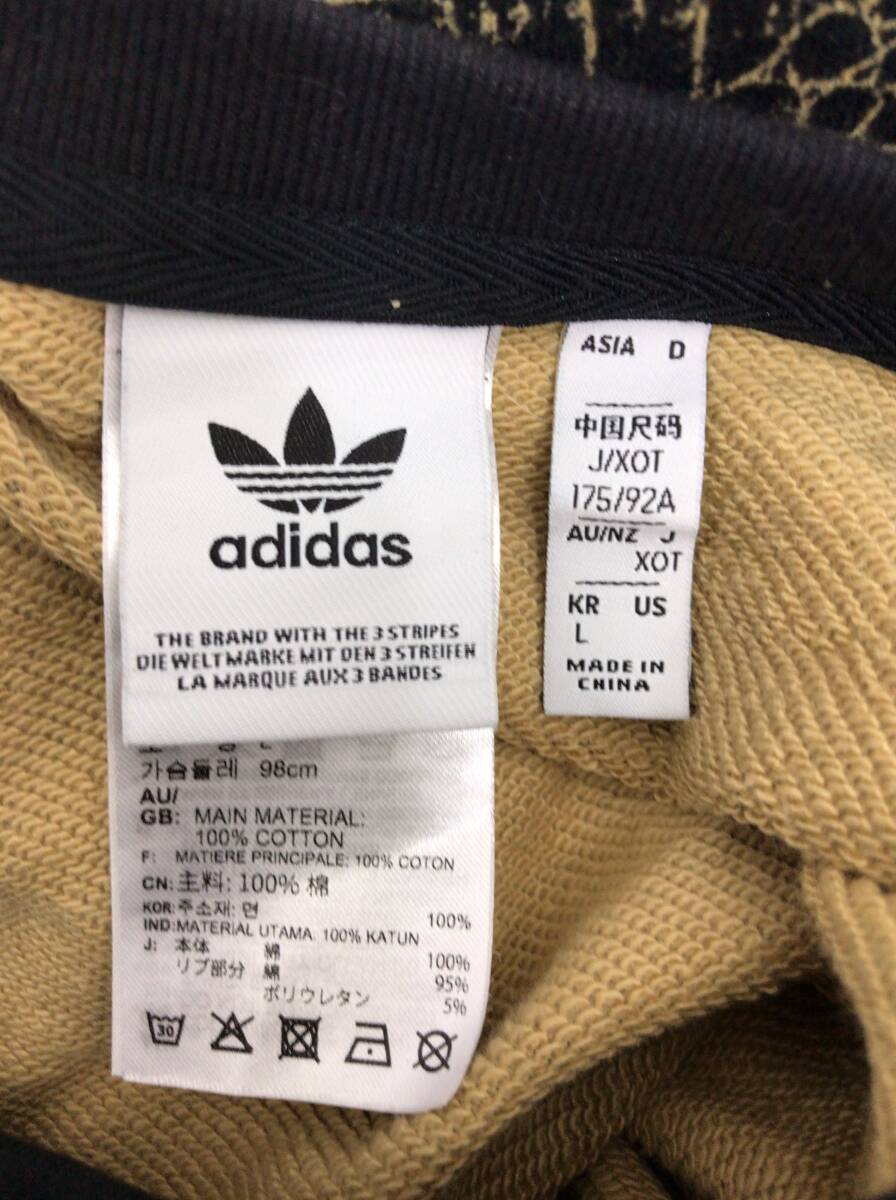 adidas
THE BRAND WITH THE 3 STRIPES
DIE WELTMARKE MIT DEN 3 STREIFEN
LA MARQUE AUX 3 BANDES
가슴둘레 98cm
AU/
GB: MAIN MATERIAL:
100% COTTON
F: MATIERE PRINCIPALE: 100% COTON
CN: 主料: 100% 棉
KOR: 주소재: 면 100%
IND: MATERIAL UTAMA. 100% KATUN
J: 本体 綿 100%
リブ部分 綿 95%
ポリウレタン 5%
30
ASIA D
中国尺码
J/XOT
175/92A
AU/NZ J
XOT
KR US
L
MADE IN
CHINA